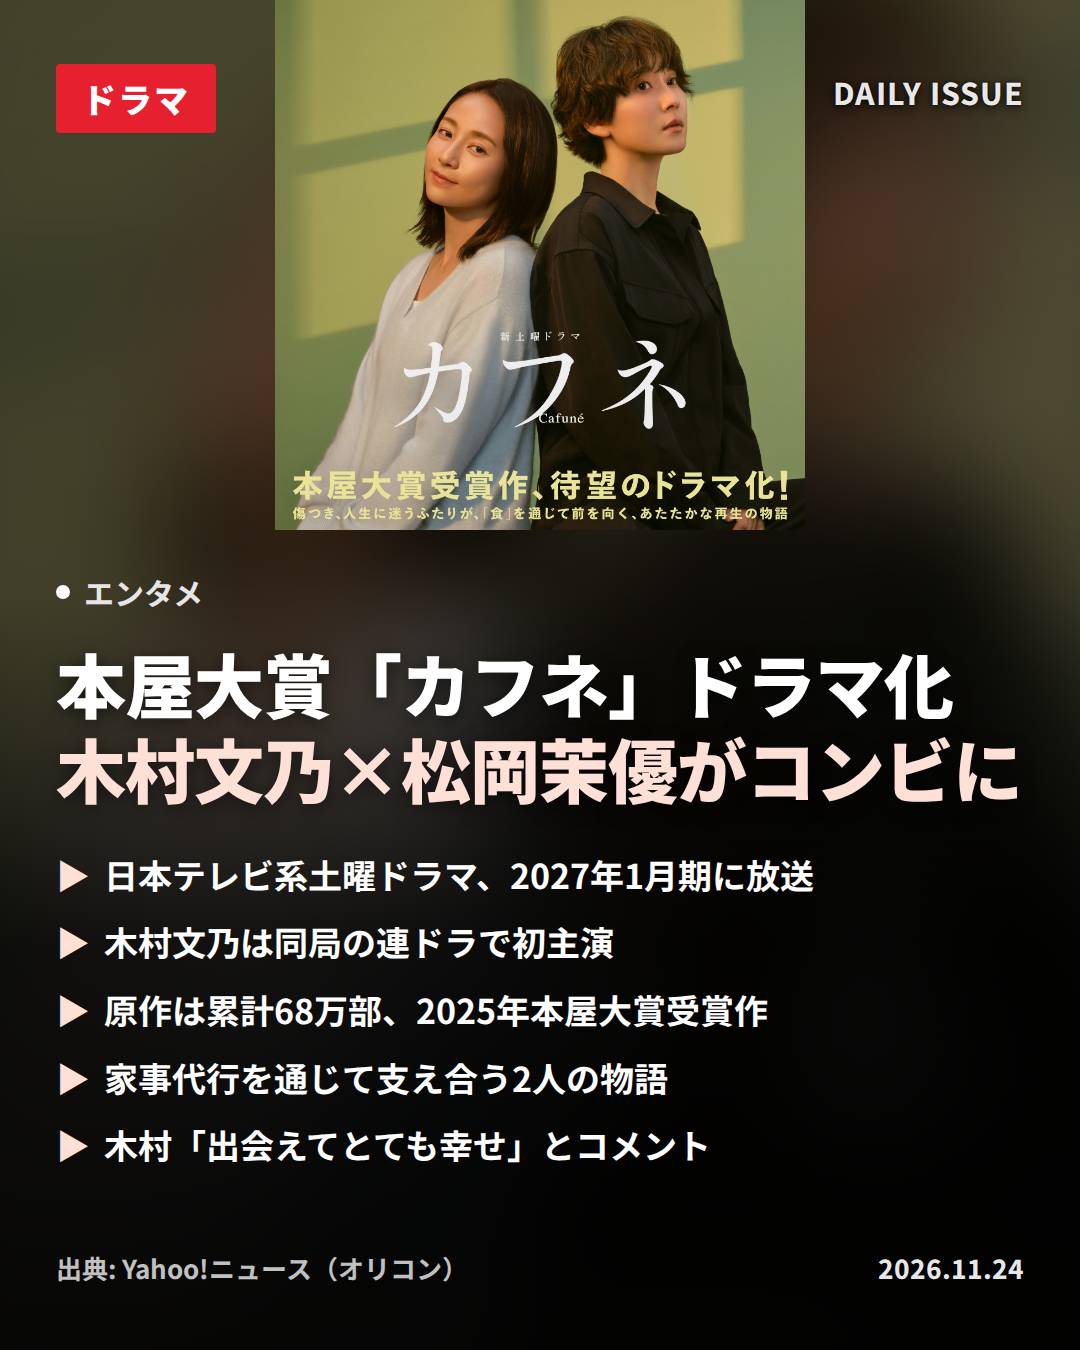 ドラマ
DAILY ISSUE
新土曜ドラマ
カフネ
Cafuné
本屋大賞受賞作、待望のドラマ化!
傷つき、人生に迷うふたりが、「食」を通じて前を向く、あたたかな再生の物語
エンタメ
本屋大賞「カフネ」ドラマ化
木村文乃×松岡茉優がコンビに
▶ 日本テレビ系土曜ドラマ、2027年1月期に放送
▶ 木村文乃は同局の連ドラで初主演
▶ 原作は累計68万部、2025年本屋大賞受賞作
▶ 家事代行を通じて支え合う2人の物語
▶ 木村「出会えてとても幸せ」とコメント
出典: Yahoo!ニュース（オリコン）
2026.11.24